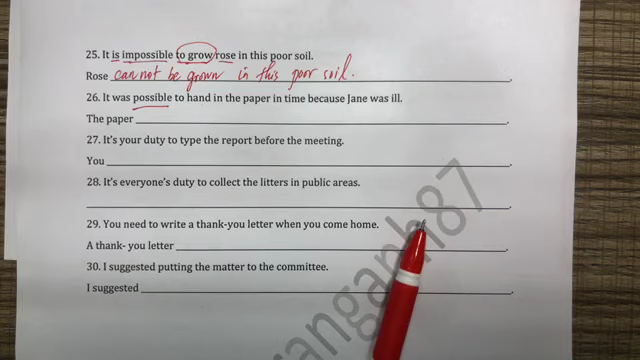 25. It is impossible to grow rose in this poor soil.
Rose cannot be grown in this poor soil.
26. It was possible to hand in the paper in time because Jane was ill.
The paper
27. It's your duty to type the report before the meeting.
You
28. It's everyone's duty to collect the litters in public areas.
29. You need to write a thank-you letter when you come home.
A thank- you letter
30. I suggested putting the matter to the committee.
I suggested
anganh87